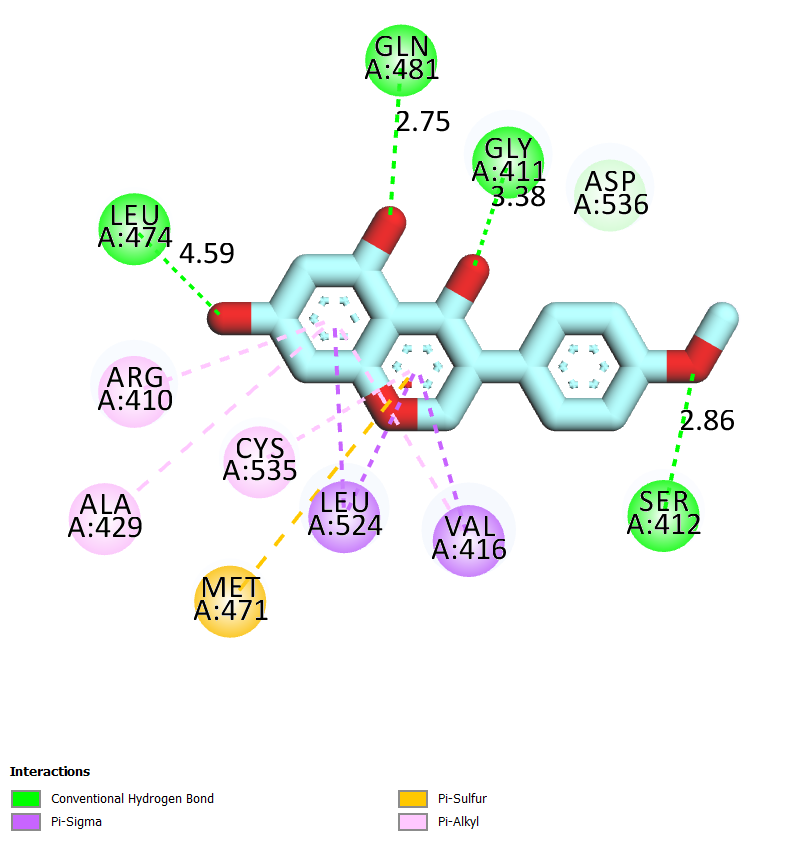 GLN
A:481
2.75
GLY
A:411
3.38
ASP
A:536
LEU
A:474
4.59
ARG
A:410
2.86
CYS
A:535
ALA
A:429
LEU
A:524
VAL
A:416
SER
A:412
MET
A:471
Interactions
Conventional Hydrogen Bond
Pi-Sigma
Pi-Sulfur
Pi-Alkyl